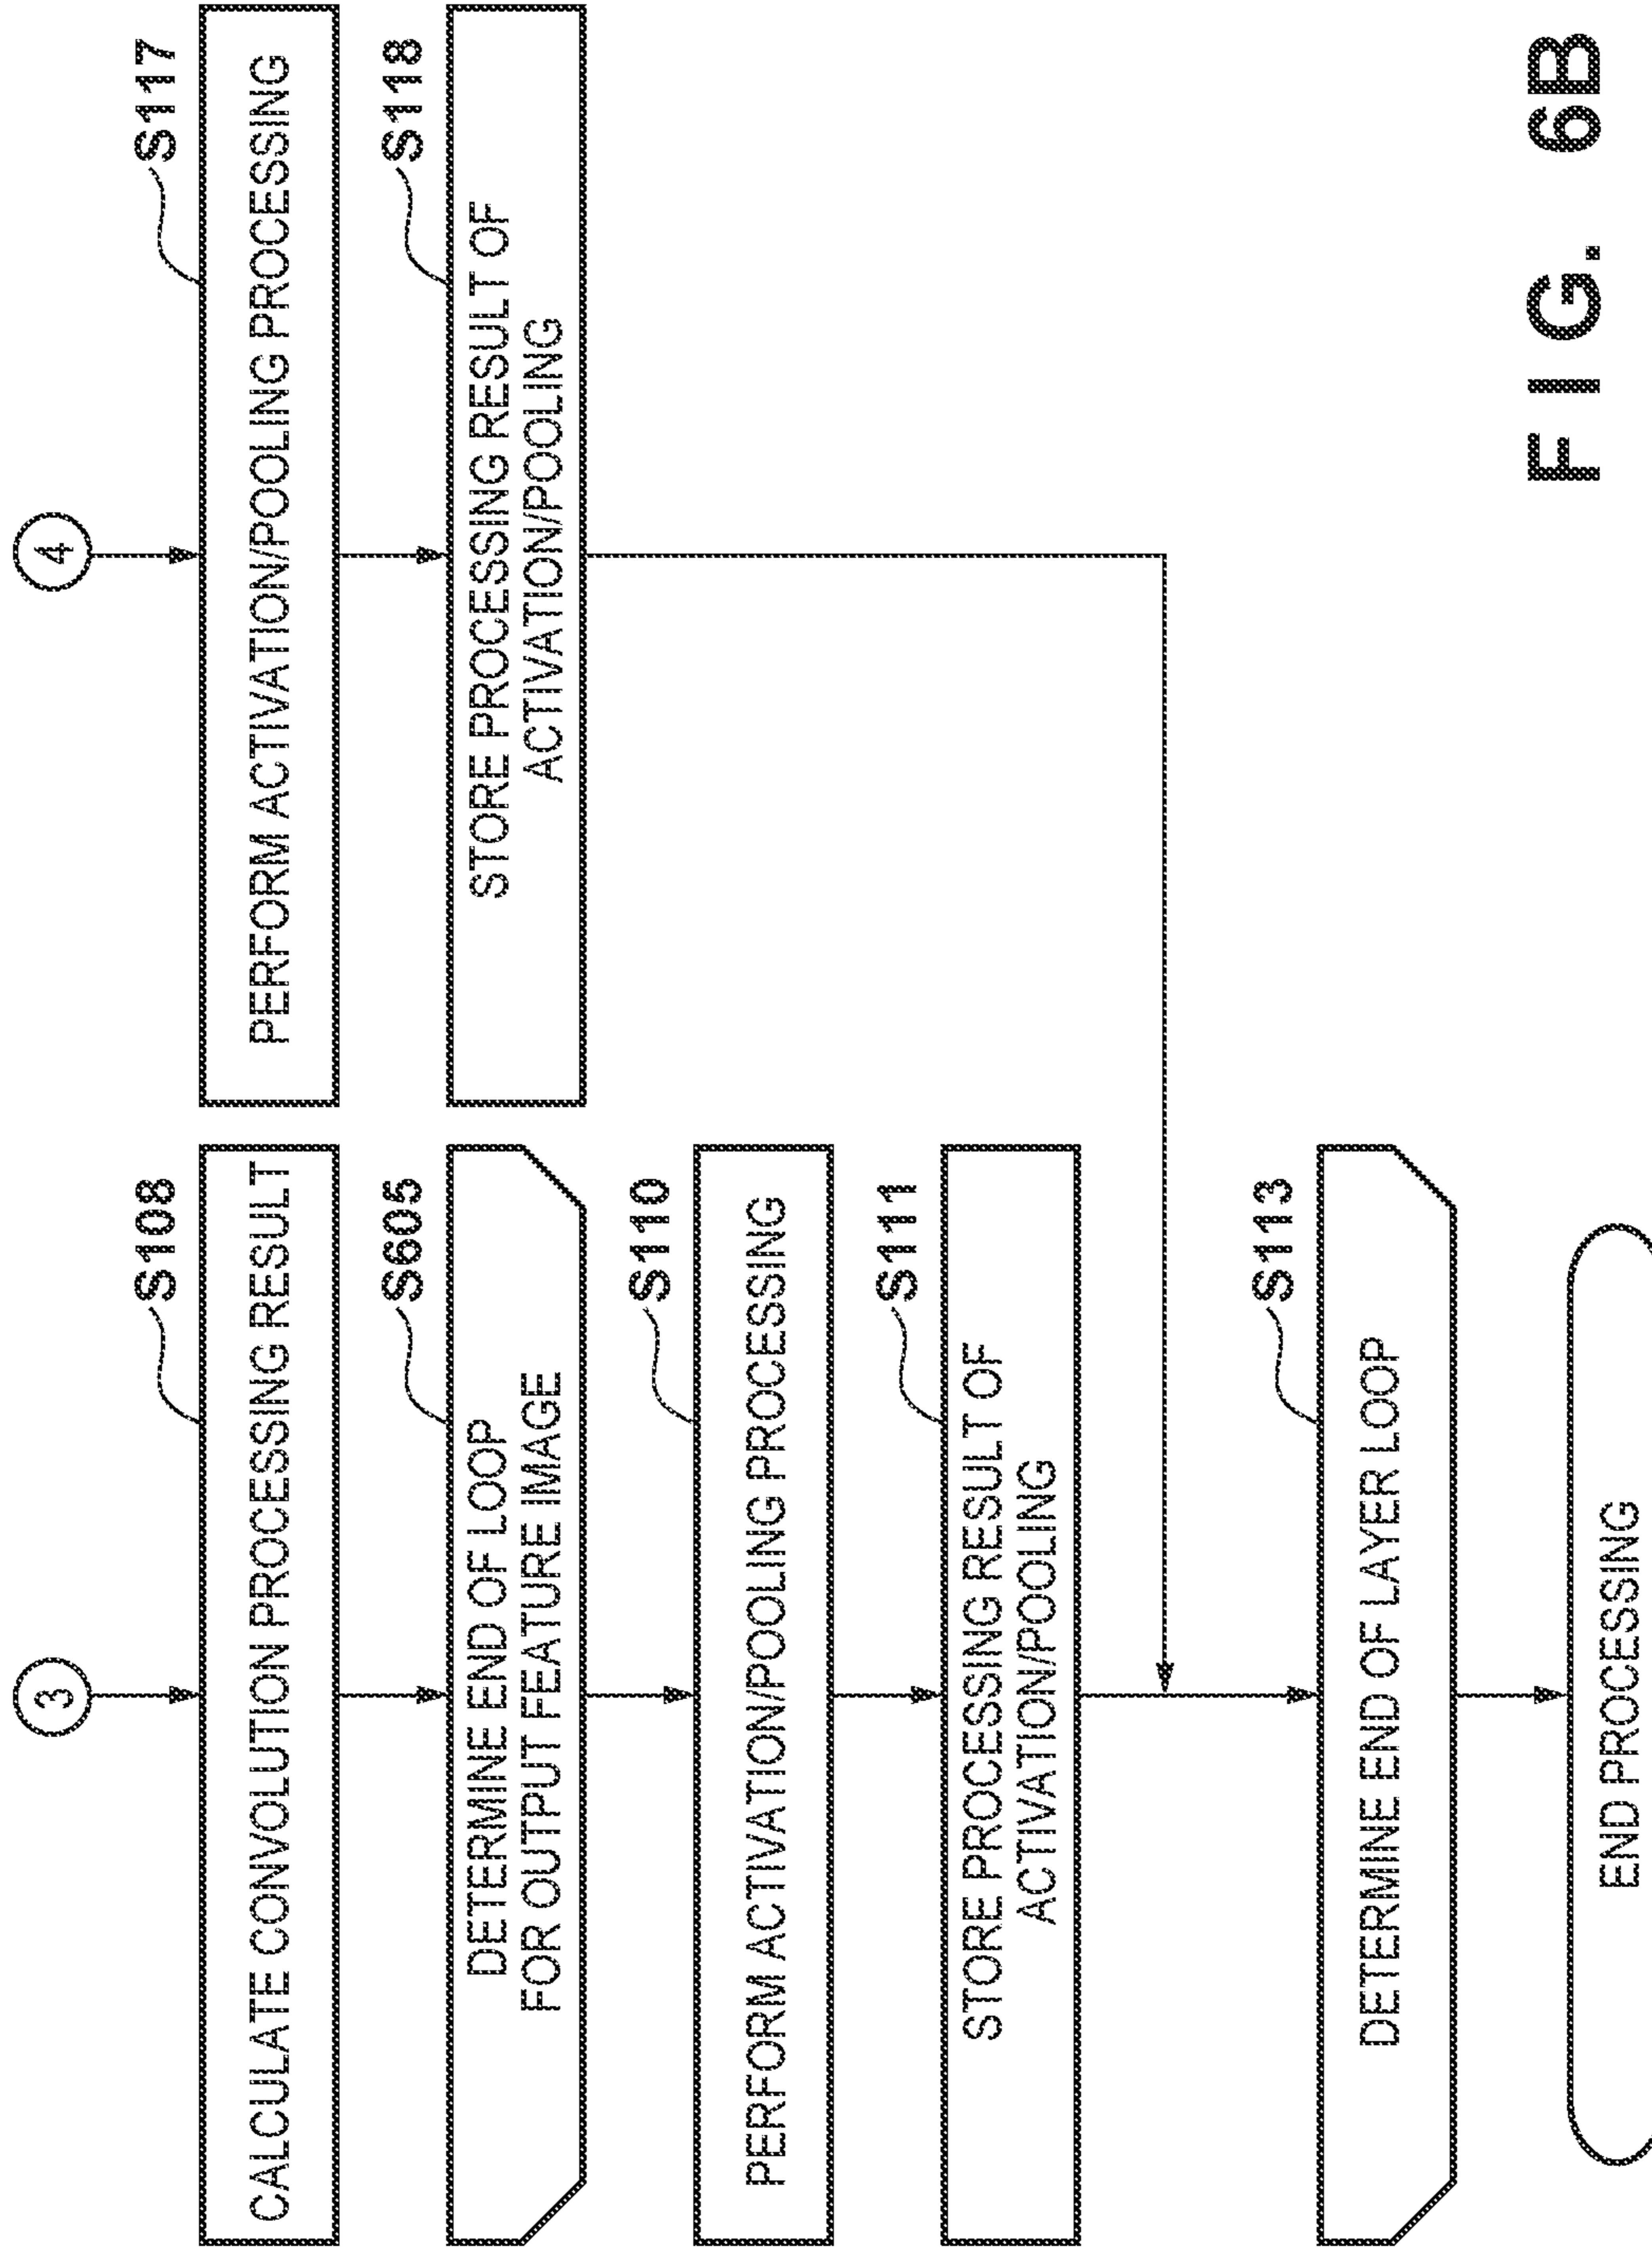 3
S108
CALCULATE CONVOLUTION PROCESSING RESULT
S605
DETERMINE END OF LOOP
FOR OUTPUT FEATURE IMAGE
S110
PERFORM ACTIVATION/POOLING PROCESSING
S111
STORE PROCESSING RESULT OF
ACTIVATION/POOLING
S113
DETERMINE END OF LAYER LOOP
END PROCESSING
4
S117
PERFORM ACTIVATION/POOLING PROCESSING
S118
STORE PROCESSING RESULT OF
ACTIVATION/POOLING
FIG. 6B